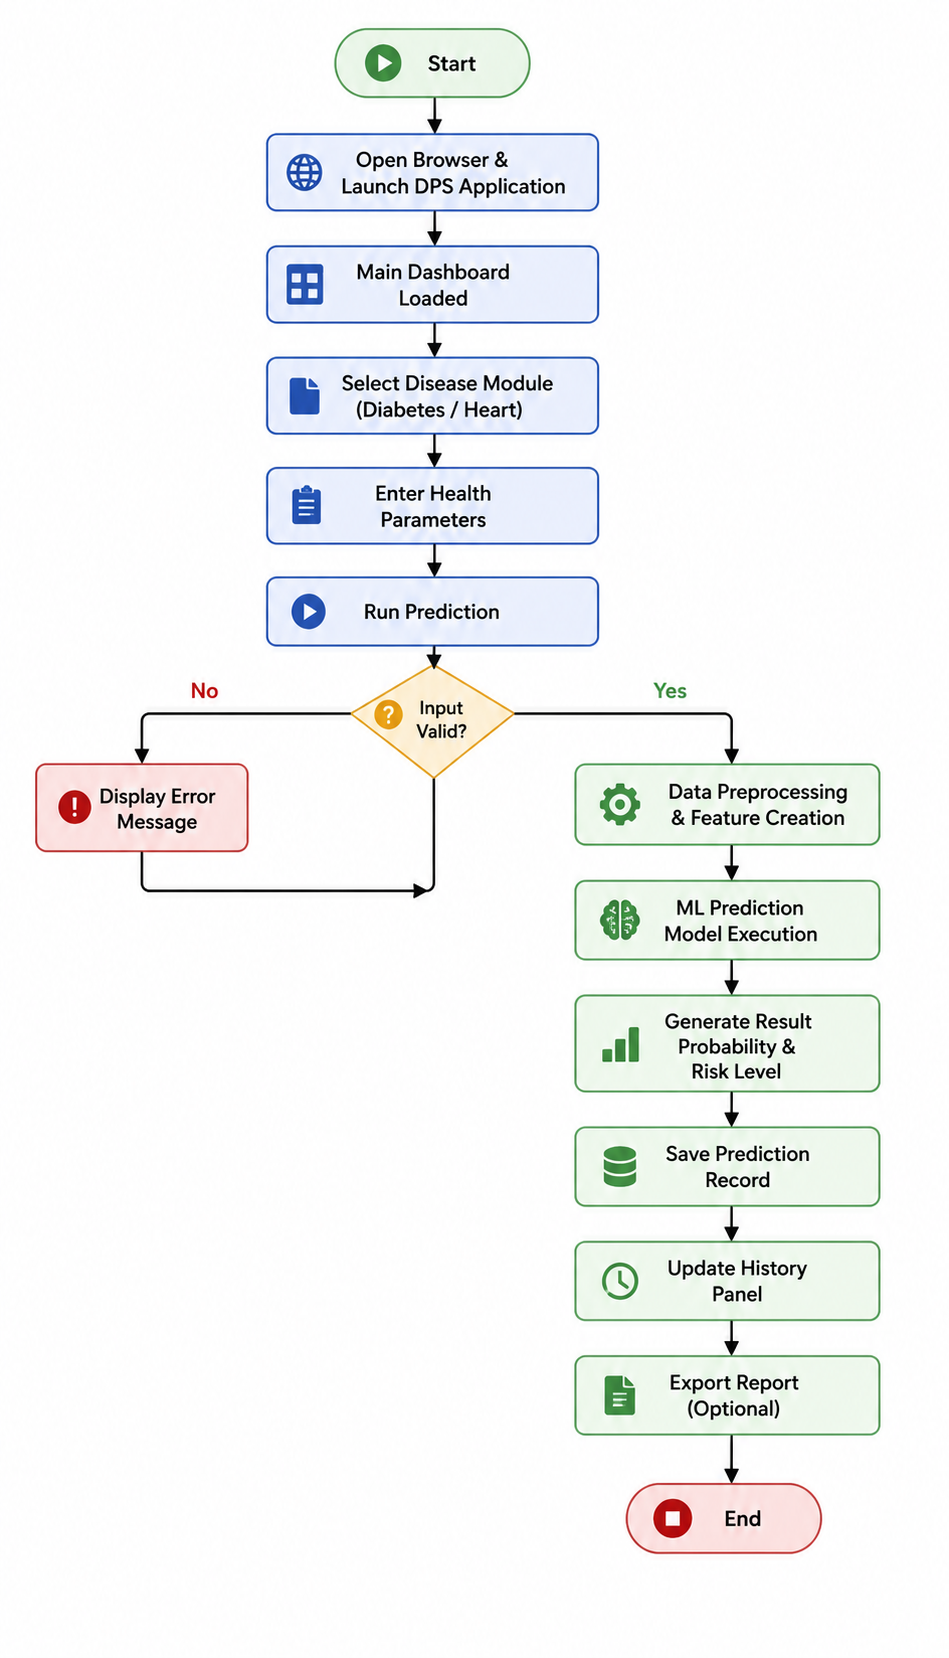 Start
Open Browser &
Launch DPS Application
Main Dashboard
Loaded
Select Disease Module
(Diabetes / Heart)
Enter Health
Parameters
Run Prediction
No
Input
Valid?
Yes
Display Error
Message
Data Preprocessing
& Feature Creation
ML Prediction
Model Execution
Generate Result
Probability &
Risk Level
Save Prediction
Record
Update History
Panel
Export Report
(Optional)
End